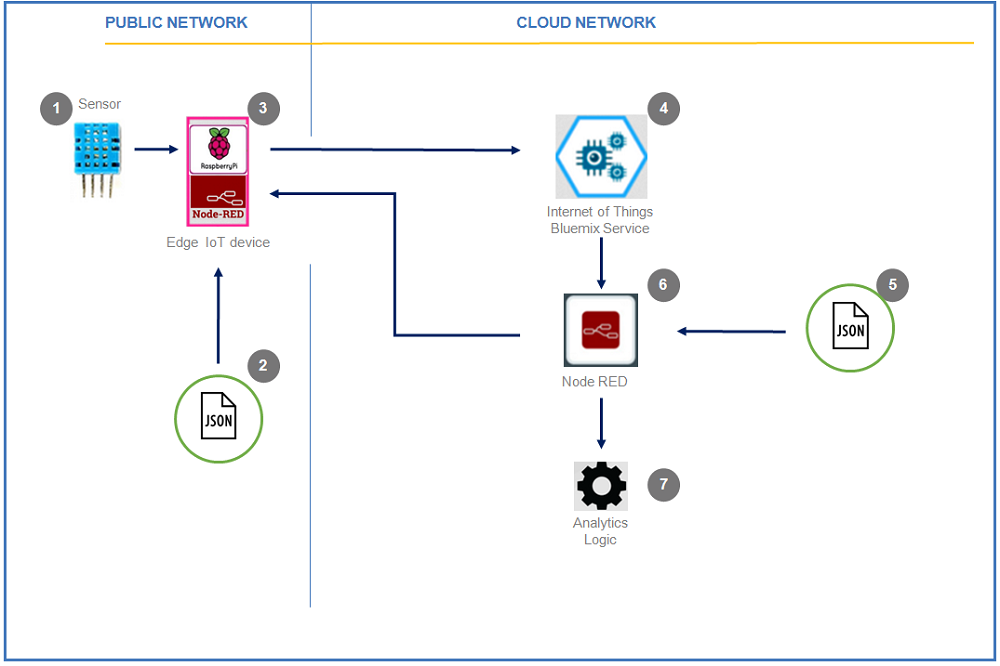 PUBLIC NETWORK
CLOUD NETWORK
1
Sensor
3
RaspberryPi
Node-RED
Edge IoT device
4
Internet of Things
Bluemix Service
2
JSON
6
Node RED
5
JSON
7
Analytics
Logic